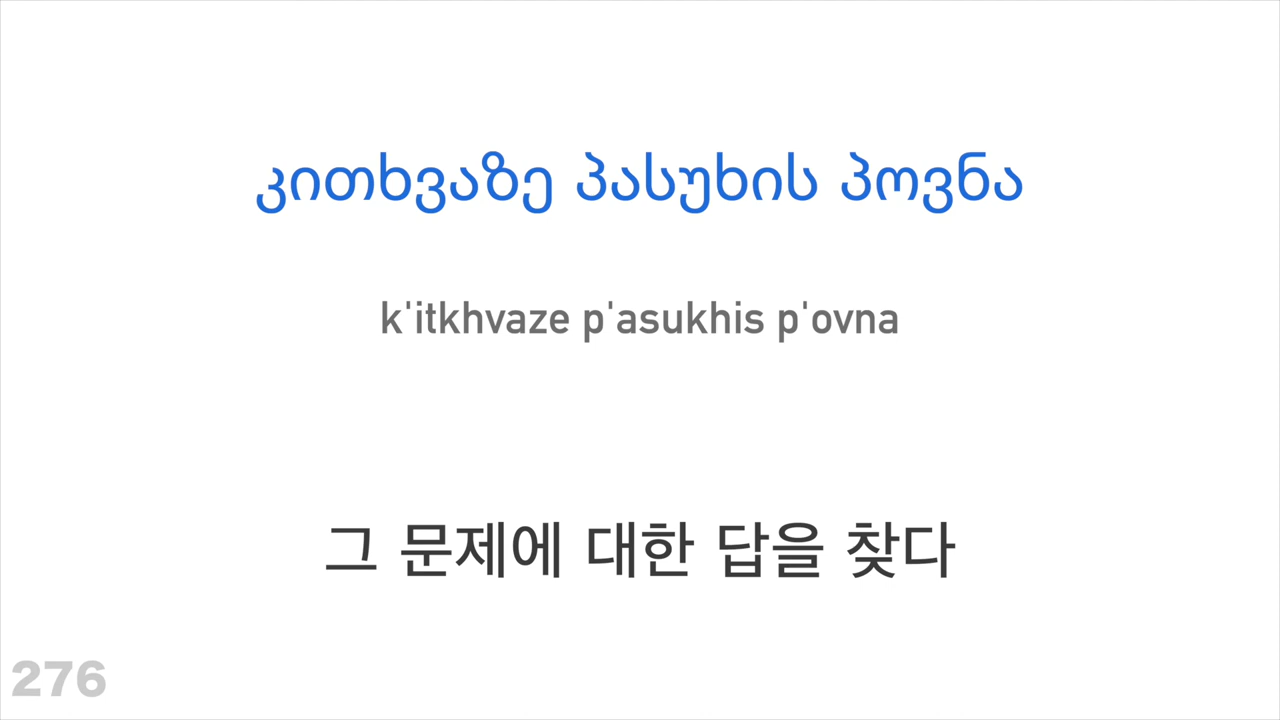 კითხვაზე პასუხის პოვნა
k'itkhvaze p'asukhis p'ovna
그 문제에 대한 답을 찾다
276